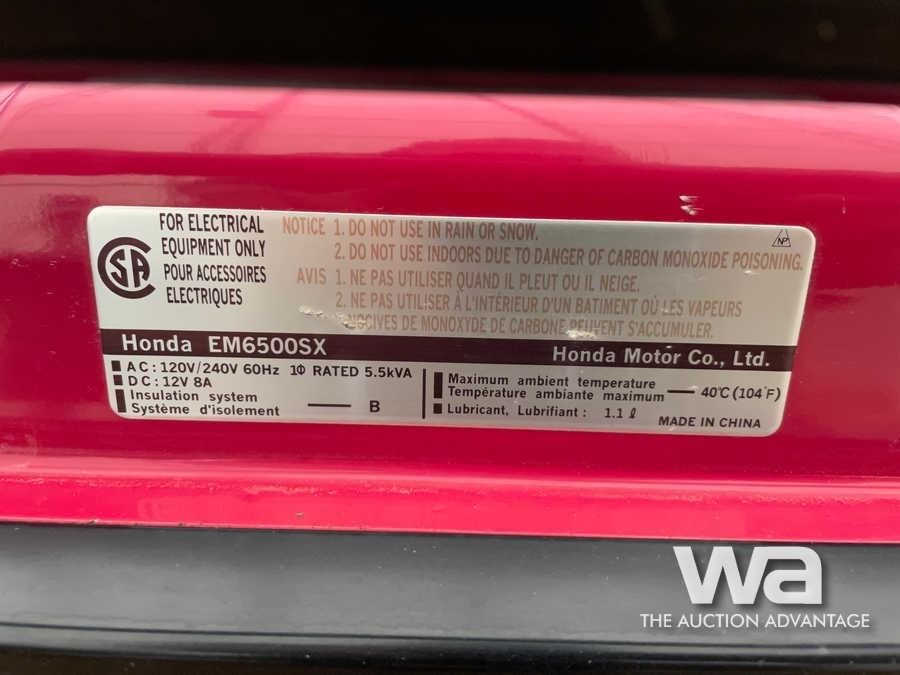 FOR ELECTRICAL
EQUIPMENT ONLY
POUR ACCESSOIRES
ELECTRIQUES
NOTICE 1. DO NOT USE IN RAIN OR SNOW.
2. DO NOT USE INDOORS DUE TO DANGER OF CARBON MONOXIDE POISONING.
AVIS 1. NE PAS UTILISER QUAND IL PLEUT OU IL NEIGE.
2. NE PAS UTILISER À L'INTÉRIEUR D'UN BATIMENT OÙ LES VAPEURS
DE MONOXYDE DE CARBONE PEUVENT S'ACCUMULER.
SA
NP
Honda EM6500SX
Honda Motor Co., Ltd.
AC: 120V/240V 60Hz 1Φ RATED 5.5kVA
DC: 12V 8A
Insulation system
Système d'isolement — B
Maximum ambient temperature
Température ambiante maximum — 40℃ (104°F)
Lubricant, Lubrifiant: 1.1 ℓ
MADE IN CHINA
wa
THE AUCTION ADVANTAGE